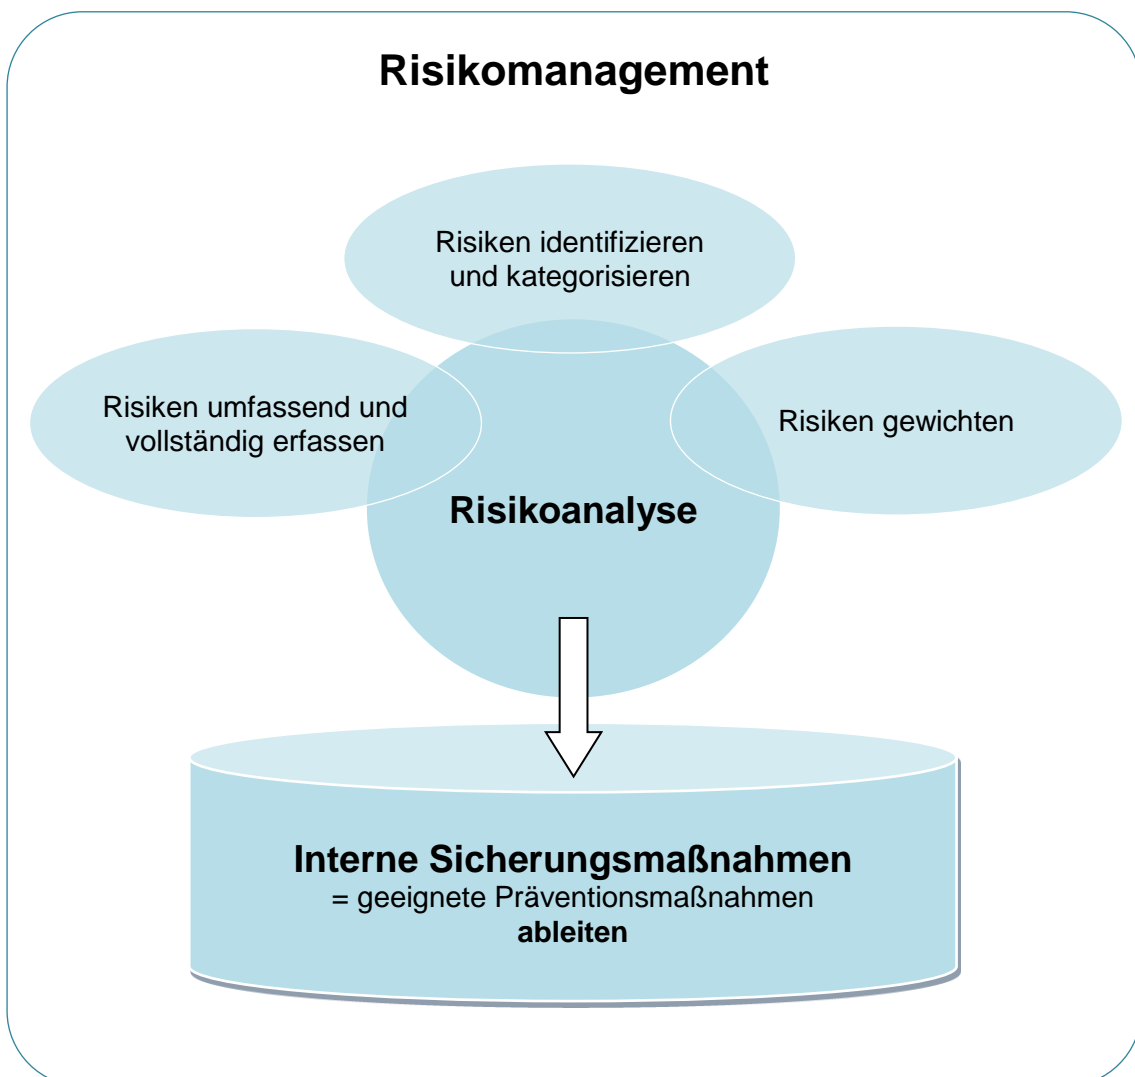 Risikomanagement
Risiken identifizieren
und kategorisieren
Risiken umfassend und
vollständig erfassen
Risiken gewichten
Risikoanalyse
Interne Sicherungsmaßnahmen
= geeignete Präventionsmaßnahmen
ableiten